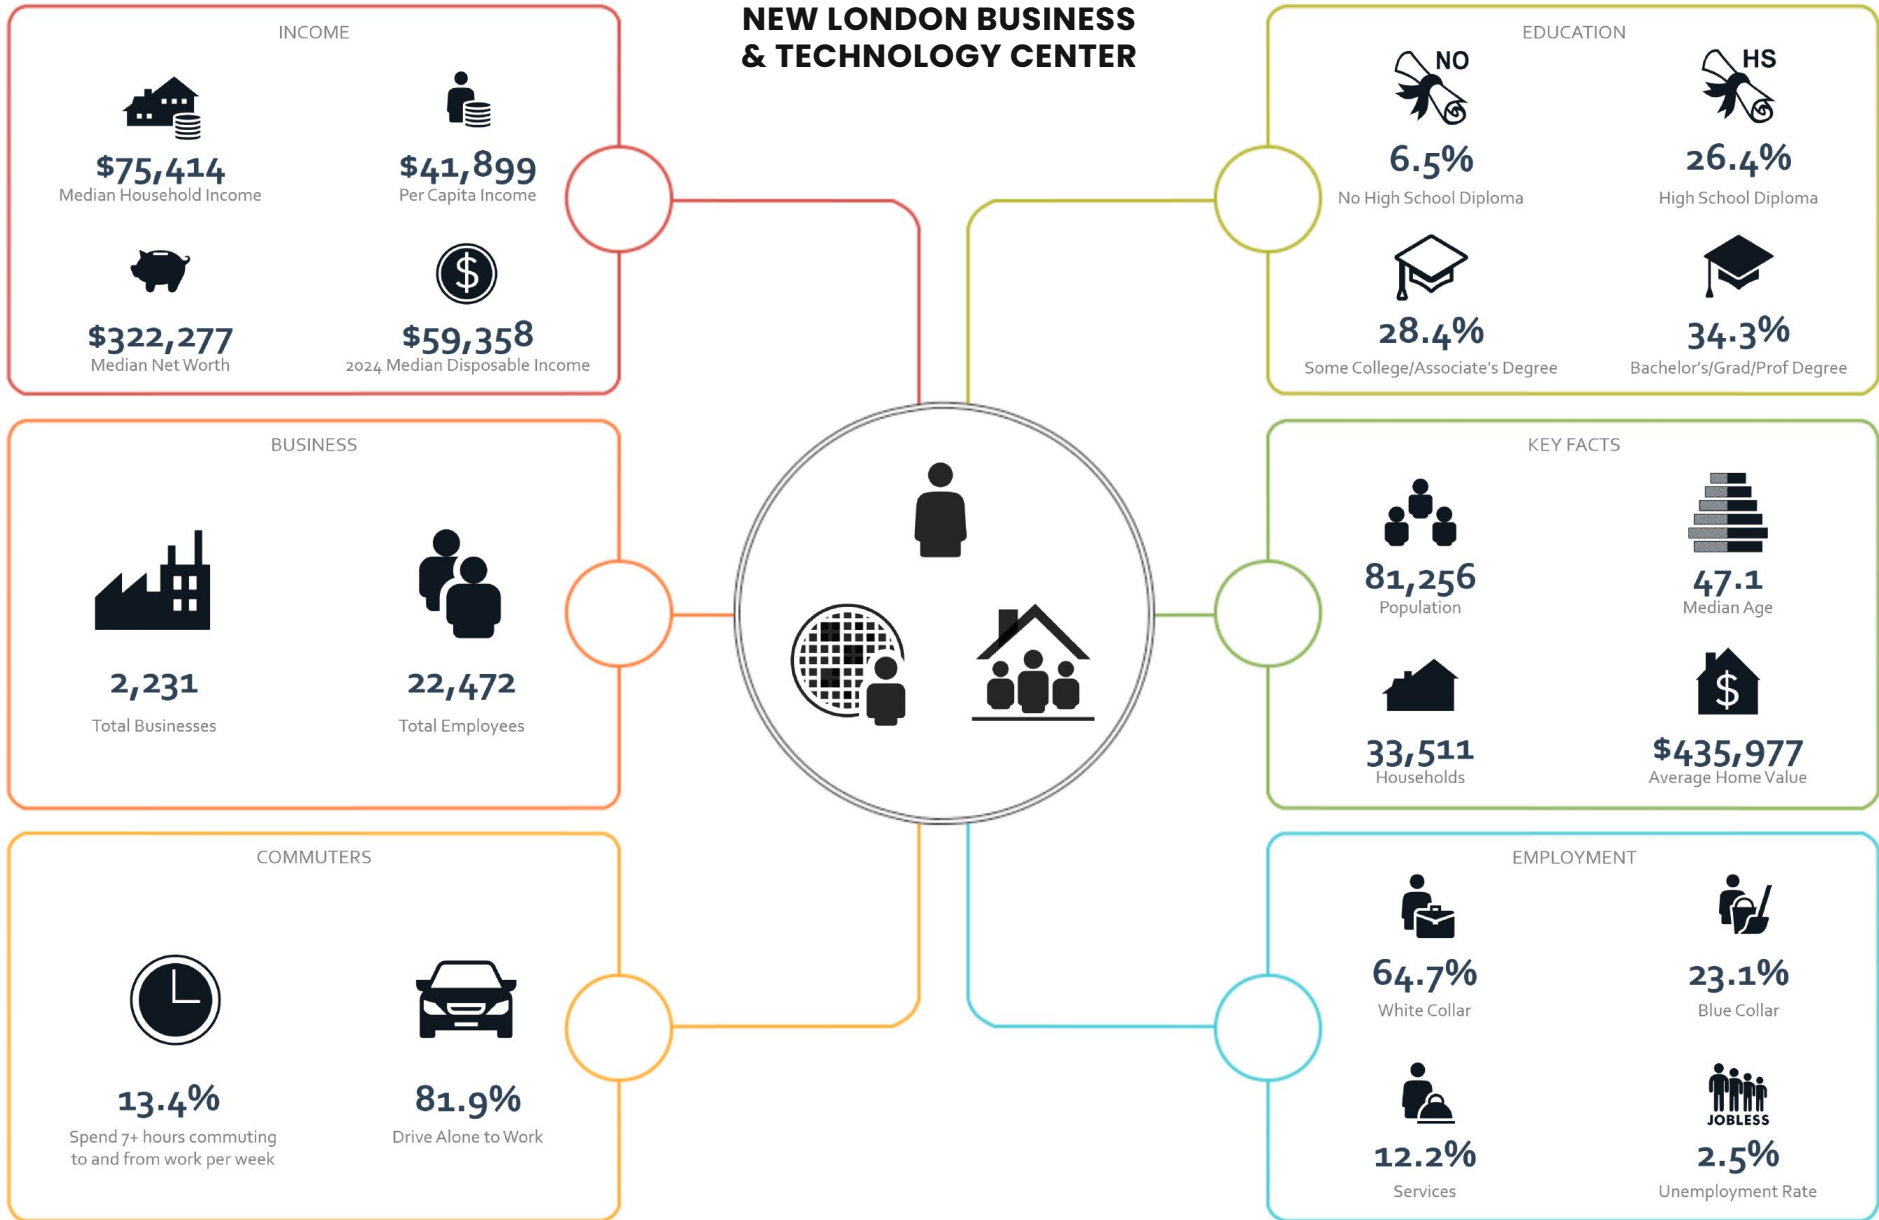 NEW LONDON BUSINESS
& TECHNOLOGY CENTER
INCOME
$75,414
Median Household Income
$41,899
Per Capita Income
$322,277
Median Net Worth
$59,358
2024 Median Disposable Income
EDUCATION
NO
6.5%
No High School Diploma
HS
26.4%
High School Diploma
28.4%
Some College/Associate's Degree
34.3%
Bachelor's/Grad/Prof Degree
BUSINESS
2,231
Total Businesses
22,472
Total Employees
KEY FACTS
81,256
Population
47.1
Median Age
33,511
Households
$
$435,977
Average Home Value
COMMUTERS
13.4%
Spend 7+ hours commuting
to and from work per week
81.9%
Drive Alone to Work
EMPLOYMENT
64.7%
White Collar
23.1%
Blue Collar
12.2%
Services
JOBLESS
2.5%
Unemployment Rate